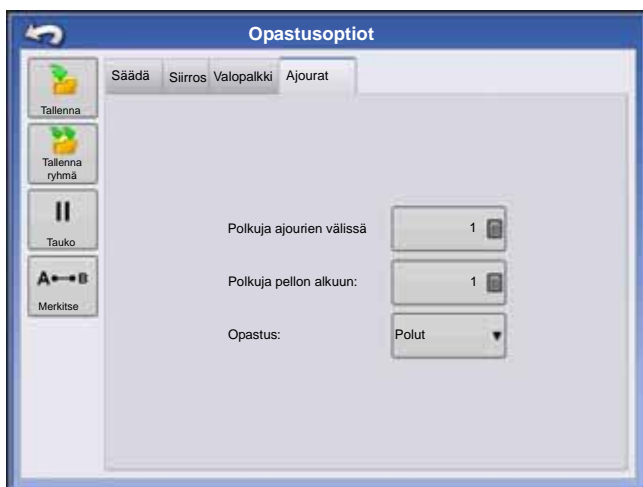 Opastusoptiot
Säädä Siirros Valopalkki Ajourat
Tallenna
Tallenna
ryhmä
Tauko
A B
Merkitse
Polkuja ajourien välissä 1
Polkuja pellon alkuun: 1
Opastus: Polut